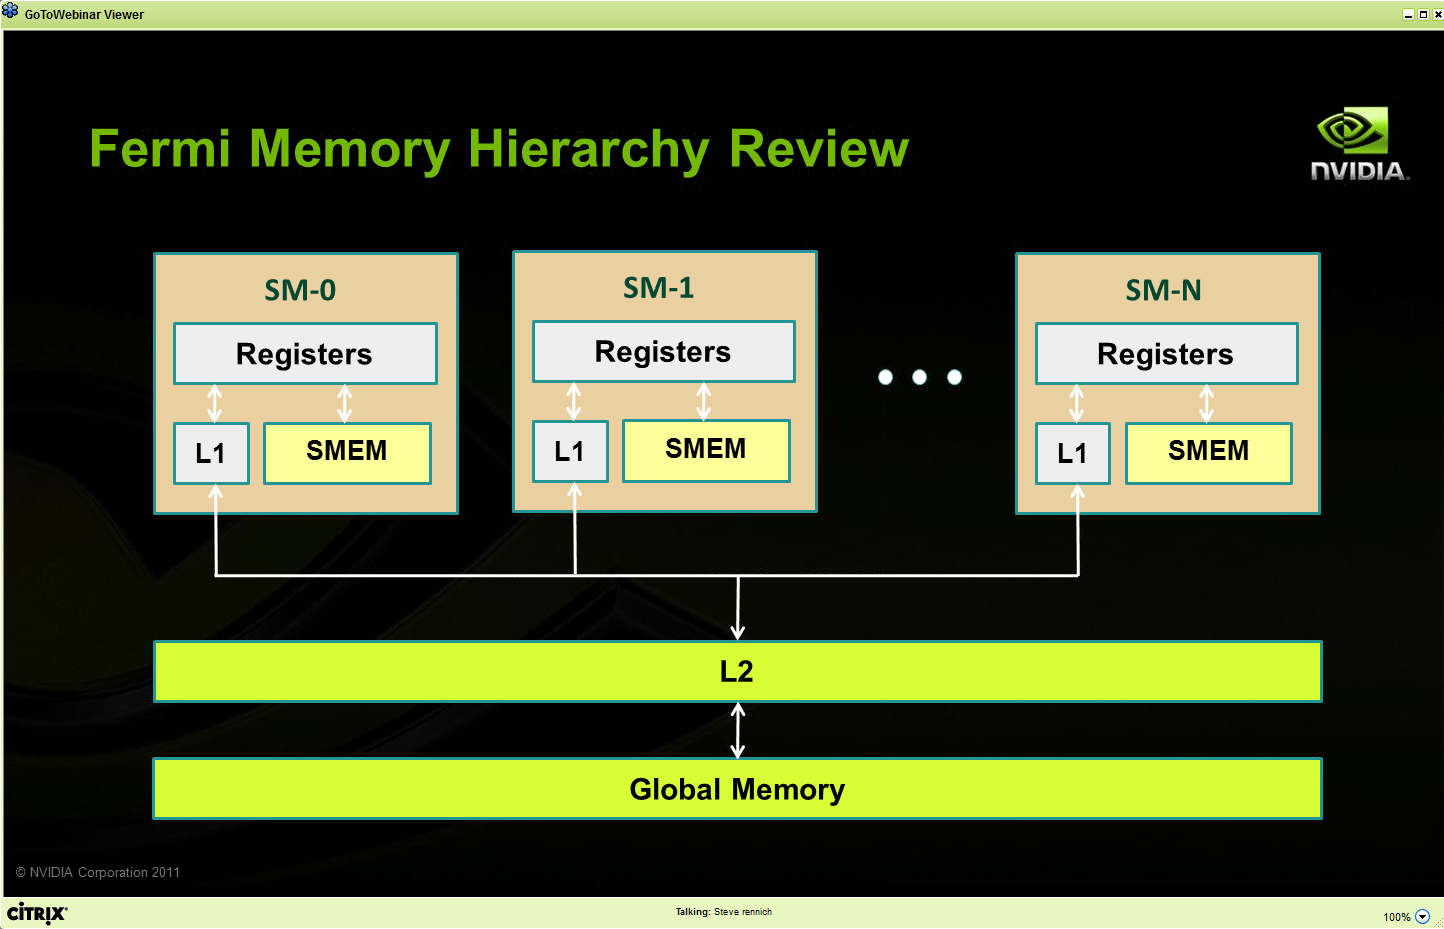 GoToWebinar Viewer
Fermi Memory Hierarchy Review
NVIDIA.
SM-0
SM-1
SM-N
Registers
Registers
Registers
L1
SMEM
L1
SMEM
L1
SMEM
L2
Global Memory
© NVIDIA Corporation 2011
CITRIX
Talking: Steve rennich
100%